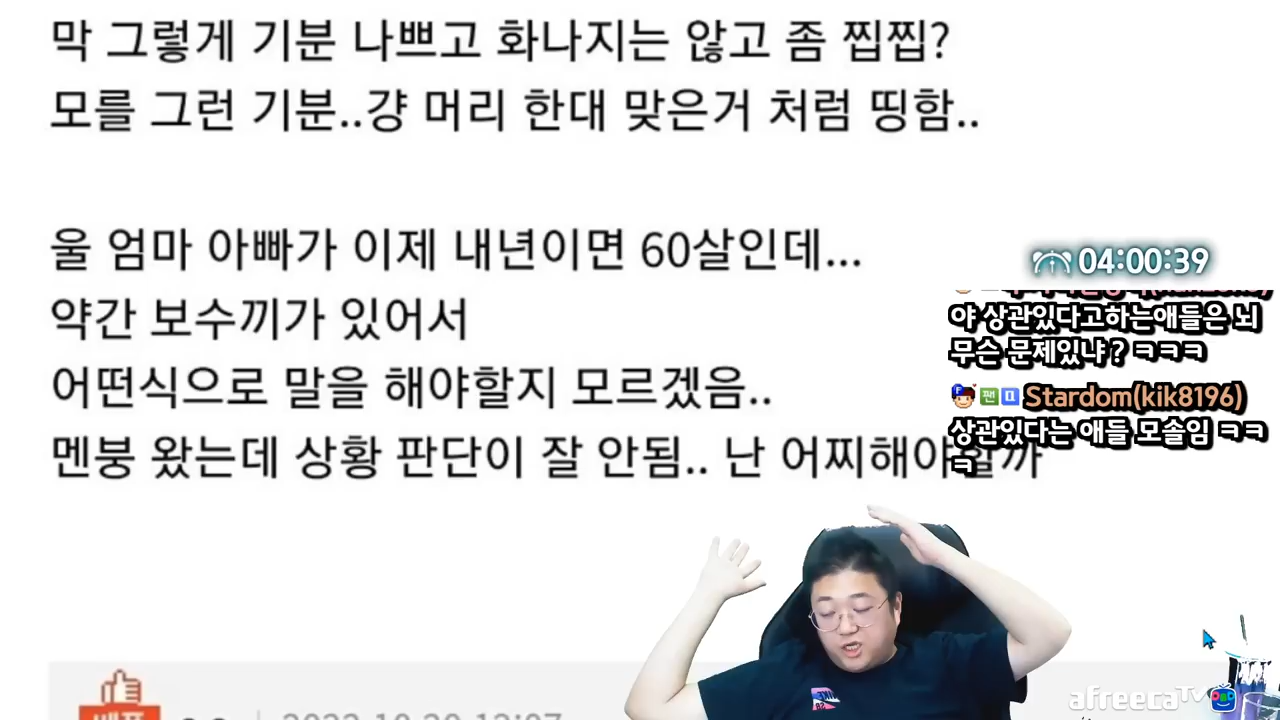 막 그렇게 기분 나쁘고 화나지는 않고 좀 찝찝?
모를 그런 기분..걍 머리 한대 맞은거 처럼 띵함..
울 엄마 아빠가 이제 내년이면 60살인데...
약간 보수끼가 있어서
어떤식으로 말을 해야할지 모르겠음..
멘붕 왔는데 상황 판단이 잘 안됨.. 난 어찌해야할까
04:00:39
야 상관있다고하는애들은 뇌
무슨 문제있냐? ㅋㅋㅋ
팬 Stardom(kik8196)
상관있다는 애들 모솔임 ㅋㅋ
ㅋ
afreecaTV